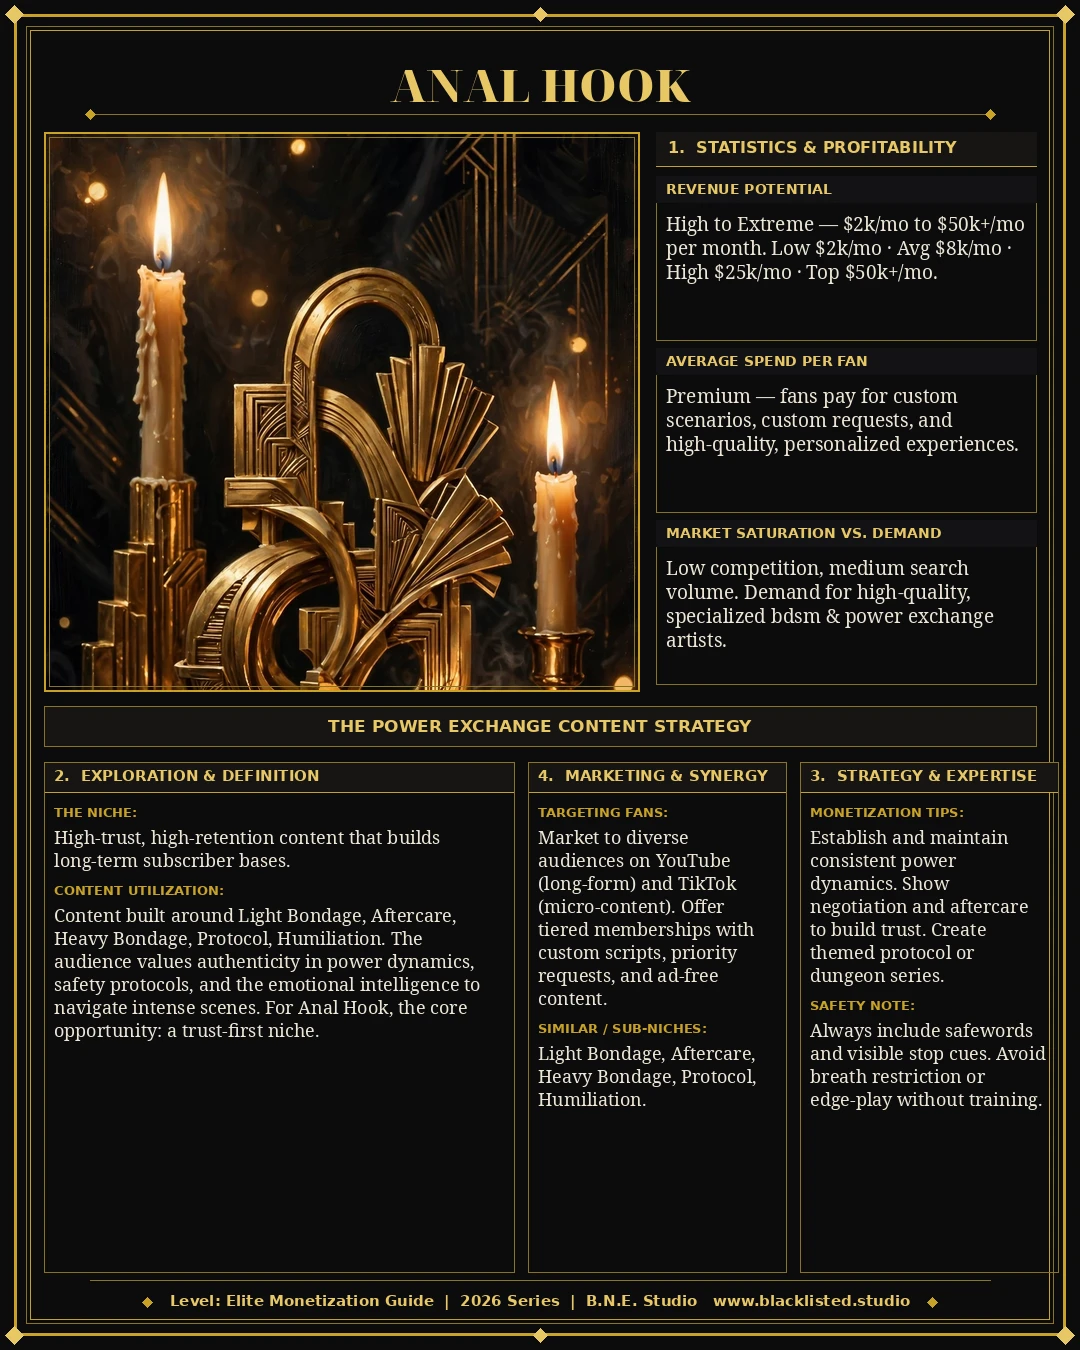 ANAL HOOK
1. STATISTICS & PROFITABILITY
REVENUE POTENTIAL
High to Extreme — $2k/mo to $50k+/mo
per month. Low $2k/mo · Avg $8k/mo ·
High $25k/mo · Top $50k+/mo.
AVERAGE SPEND PER FAN
Premium — fans pay for custom
scenarios, custom requests, and
high-quality, personalized experiences.
MARKET SATURATION VS. DEMAND
Low competition, medium search
volume. Demand for high-quality,
specialized bdsm & power exchange
artists.
THE POWER EXCHANGE CONTENT STRATEGY
2. EXPLORATION & DEFINITION
THE NICHE:
High-trust, high-retention content that builds
long-term subscriber bases.
CONTENT UTILIZATION:
Content built around Light Bondage, Aftercare,
Heavy Bondage, Protocol, Humiliation. The
audience values authenticity in power dynamics,
safety protocols, and the emotional intelligence to
navigate intense scenes. For Anal Hook, the core
opportunity: a trust-first niche.
4. MARKETING & SYNERGY
TARGETING FANS:
Market to diverse
audiences on YouTube
(long-form) and TikTok
(micro-content). Offer
tiered memberships with
custom scripts, priority
requests, and ad-free
content.
SIMILAR / SUB-NICHES:
Light Bondage, Aftercare,
Heavy Bondage, Protocol,
Humiliation.
3. STRATEGY & EXPERTISE
MONETIZATION TIPS:
Establish and maintain
consistent power
dynamics. Show
negotiation and aftercare
to build trust. Create
themed protocol or
dungeon series.
SAFETY NOTE:
Always include safewords
and visible stop cues. Avoid
breath restriction or
edge-play without training.
Level: Elite Monetization Guide | 2026 Series | B.N.E. Studio www.blacklisted.studio